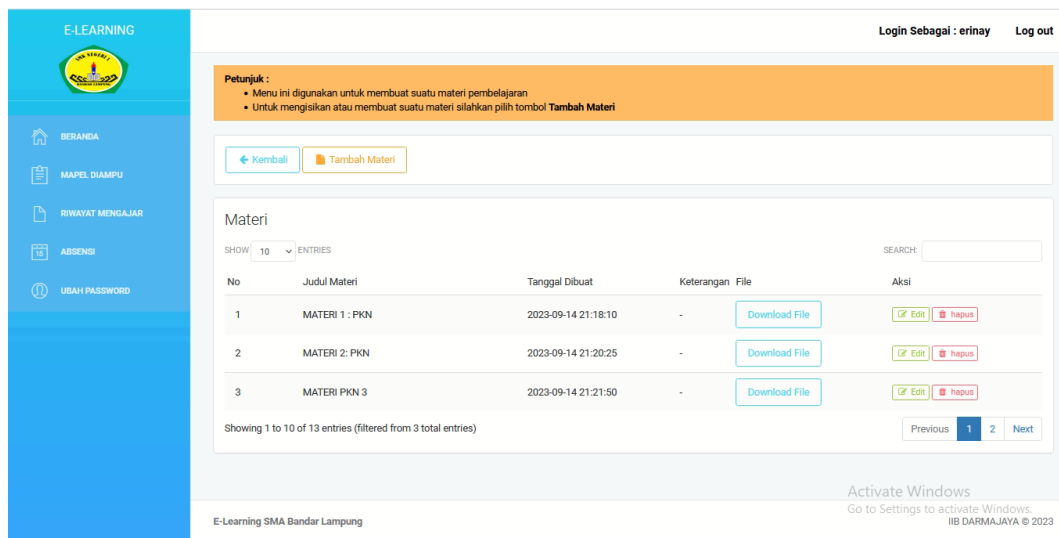 E-LEARNING
Login Sebagai : erinay Log out
SMK NEGERI 1
BANDAR LAMPUNG
Petunjuk :
• Menu ini digunakan untuk membuat suatu materi pembelajaran
• Untuk mengisikan atau membuat suatu materi silahkan pilih tombol Tambah Materi
BERANDA
MAPEL DIAMPU
RIWAYAT MENGAJAR
15 ABSENSI
UBAH PASSWORD
Kembali Tambah Materi
Materi
SHOW 10 ENTRIES SEARCH:
No Judul Materi Tanggal Dibuat Keterangan File Aksi
1 MATERI 1 : PKN 2023-09-14 21:18:10 - Download File Edit hapus
2 MATERI 2: PKN 2023-09-14 21:20:25 - Download File Edit hapus
3 MATERI PKN 3 2023-09-14 21:21:50 - Download File Edit hapus
Showing 1 to 10 of 13 entries (filtered from 3 total entries) Previous 1 2 Next
Activate Windows
Go to Settings to activate Windows.
E-Learning SMA Bandar Lampung IIB DARMAJAYA © 2023